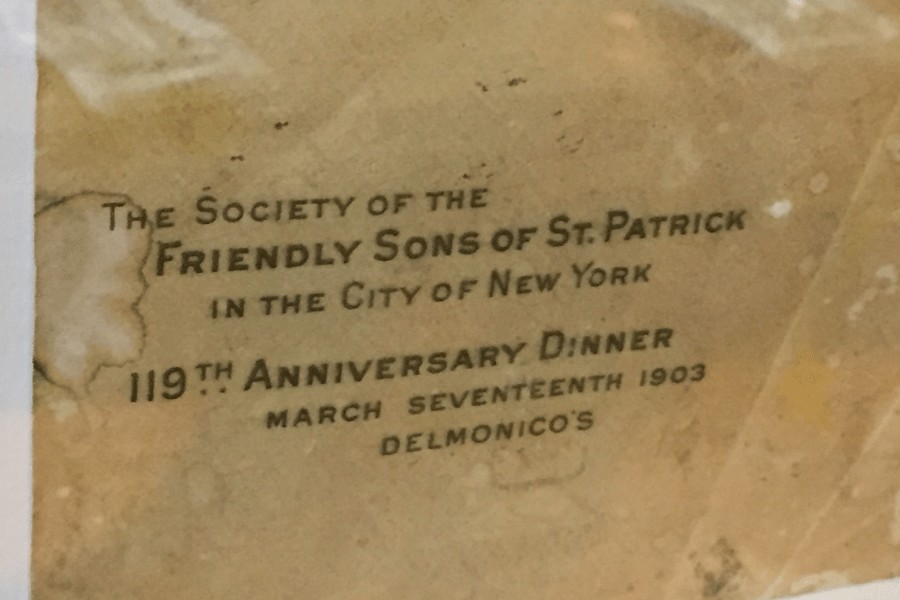 The Society of the
Friendly Sons of St. Patrick
in the City of New York
119TH Anniversary Dinner
March Seventeenth 1903
Delmonico's